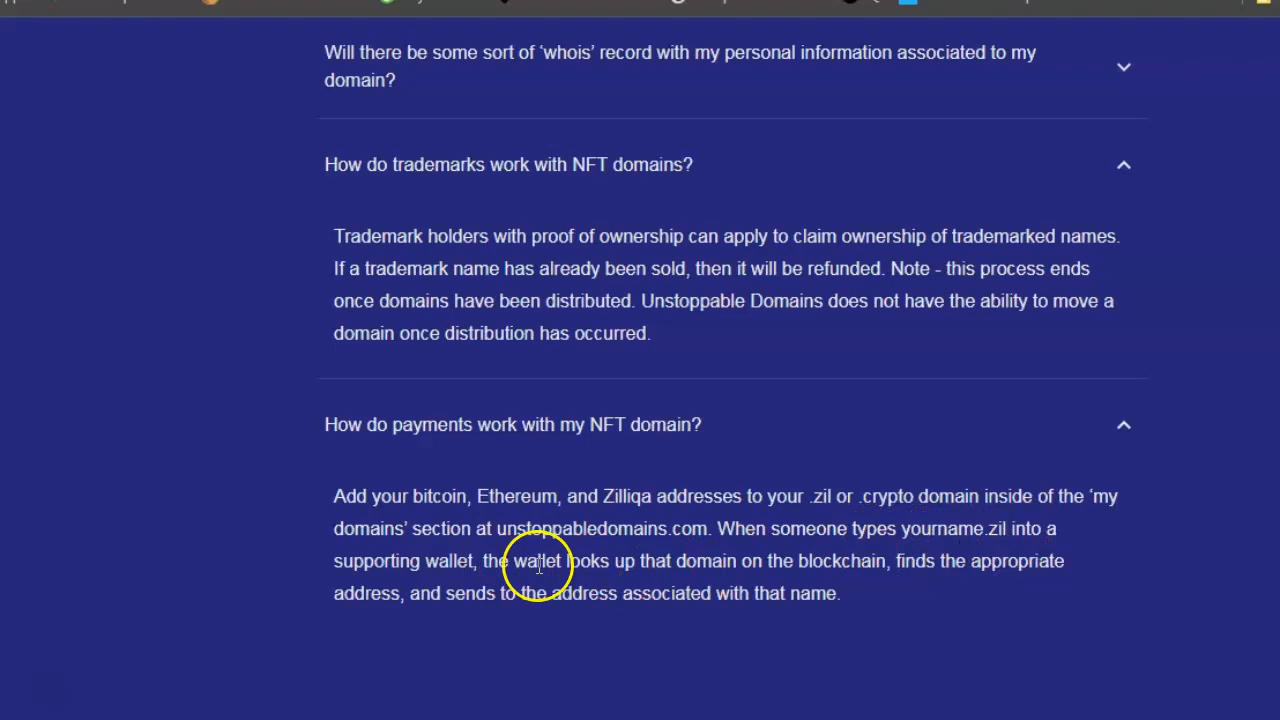 Will there be some sort of ‘whois’ record with my personal information associated to my
domain?
How do trademarks work with NFT domains?
Trademark holders with proof of ownership can apply to claim ownership of trademarked names.
If a trademark name has already been sold, then it will be refunded. Note - this process ends
once domains have been distributed. Unstoppable Domains does not have the ability to move a
domain once distribution has occurred.
How do payments work with my NFT domain?
Add your bitcoin, Ethereum, and Zilliqa addresses to your .zil or .crypto domain inside of the ‘my
domains’ section at unstoppabledomains.com. When someone types yourname.zil into a
supporting wallet, the wallet looks up that domain on the blockchain, finds the appropriate
address, and sends to the address associated with that name.